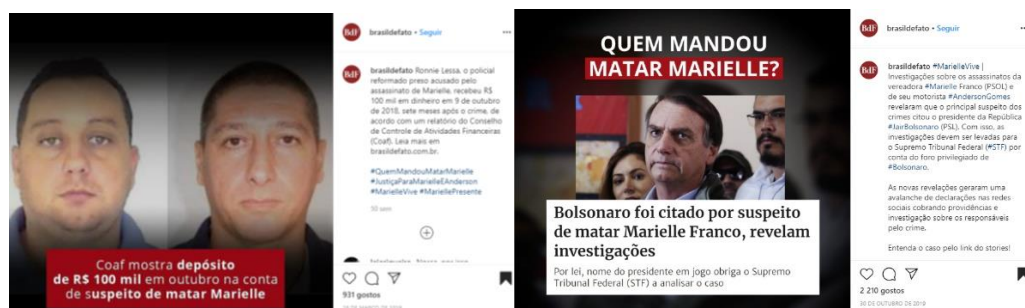 Coaf mostra depósito
de R$ 100 mil em outubro na conta
de suspeito de matar Marielle
BdF
brasildefato • Seguir
BdF
brasildefato Ronnie Lessa, o policial
reformado preso acusado pelo
assassinato de Marielle, recebeu R$
100 mil em dinheiro em 9 de outubro
de 2018, sete meses após o crime, de
acordo com um relatório do Conselho
de Controle de Atividades Financeiras
(Coaf). Leia mais em
brasildefato.com.br.
#QuemMandouMatarMarielle
#JustiçaParaMarielleEAnderson
#MarielleVive #MariellePresente
50 sem
931 gostos
QUEM MANDOU
MATAR MARIELLE?
Bolsonaro foi citado por suspeito
de matar Marielle Franco, revelam
investigações
Por lei, nome do presidente em jogo obriga o Supremo
Tribunal Federal (STF) a analisar o caso
BdF
brasildefato • Seguir
BdF
brasildefato #MarielleVive |
Investigações sobre os assassinatos da
vereadora #Marielle Franco (PSOL) e
de seu motorista #AndersonGomes
revelaram que o principal suspeito dos
crimes citou o presidente da República
#JairBolsonaro (PSL). Com isso, as
investigações devem ser levadas para
o Supremo Tribunal Federal (#STF) por
conta do foro privilegiado de
#Bolsonaro.
As novas revelações geraram uma
avalanche de declarações nas redes
sociais cobrando providências e
investigação sobre os responsáveis
pelo crime.
Entenda o caso pelo link do stories!
2 210 gostos
30 DE OUTUBRO DE 2019